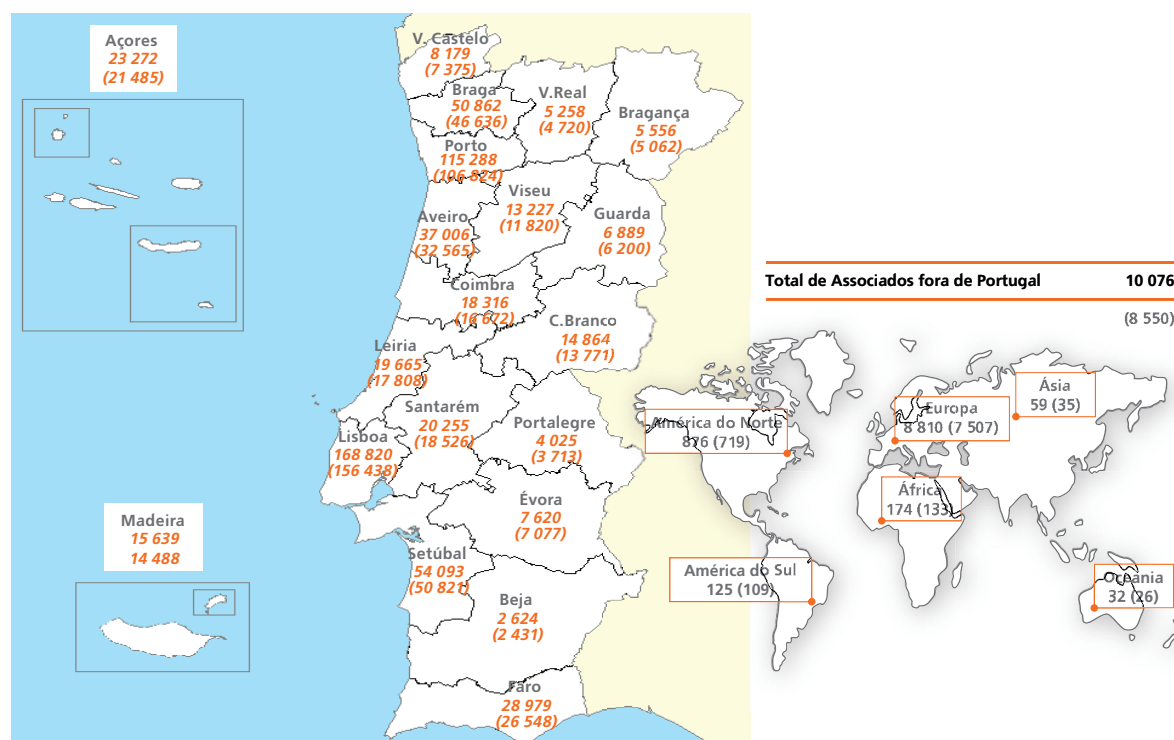 Açores
23 272
(21 485)
V. Castelo
8 179
(7 375)
Braga
50 862
(46 636)
V.Real
5 258
(4 720)
Bragança
5 556
(5 062)
Porto
115 288
(106 824)
Viseu
13 227
(11 820)
Aveiro
37 006
(32 565)
Guarda
6 889
(6 200)
Coimbra
18 316
(16 672)
C.Branco
14 864
(13 771)
Leiria
19 665
(17 808)
Santarém
20 255
(18 526)
Portalegre
4 025
(3 713)
Lisboa
168 820
(156 438)
Évora
7 620
(7 077)
Madeira
15 639
14 488
Setúbal
54 093
(50 821)
Beja
2 624
(2 431)
Faro
28 979
(26 548)
Total de Associados fora de Portugal 10 076
(8 550)
América do Norte
876 (719)
Europa
8 810 (7 507)
Ásia
59 (35)
África
174 (133)
América do Sul
125 (109)
Oceânia
32 (26)